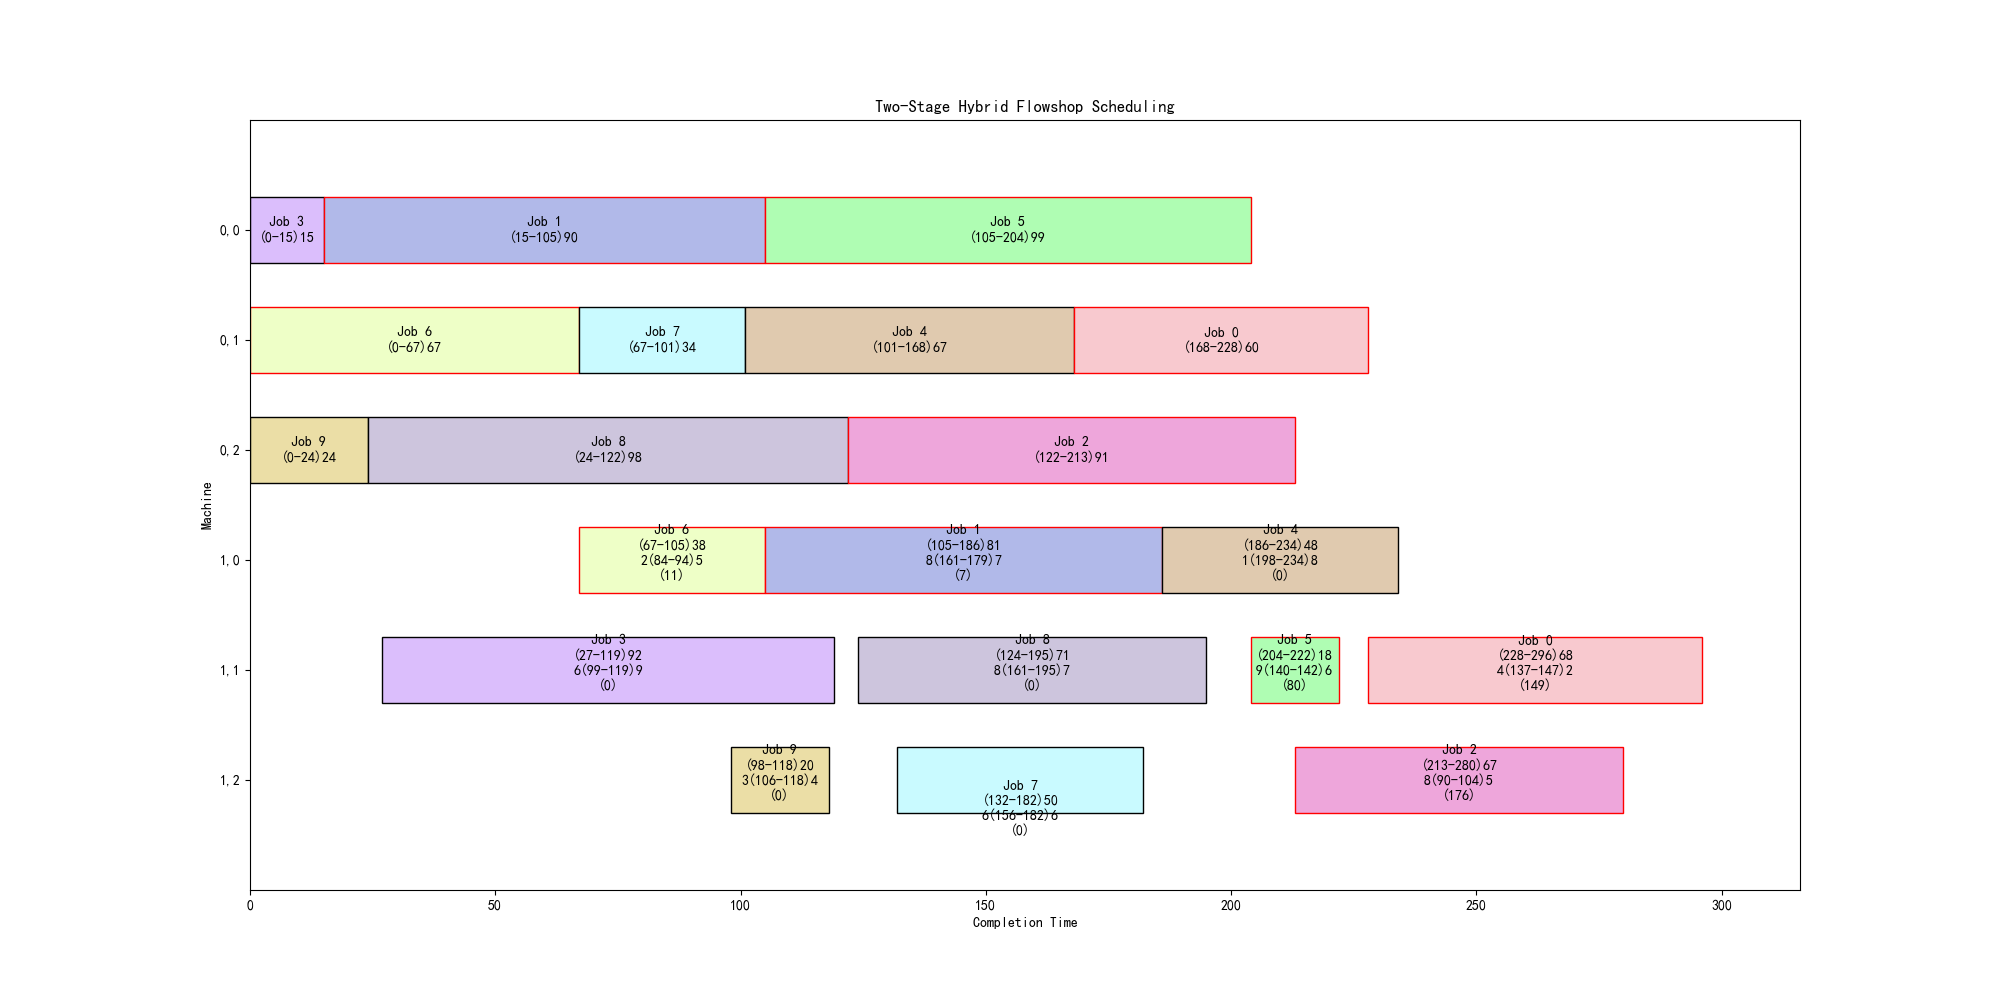 Two-Stage Hybrid Flowshop Scheduling
Machine
0,0
Job 3
(0-15)15
Job 1
(15-105)90
Job 5
(105-204)99
0,1
Job 6
(0-67)67
Job 7
(67-101)34
Job 4
(101-168)67
Job 0
(168-228)60
0,2
Job 9
(0-24)24
Job 8
(24-122)98
Job 2
(122-213)91
1,0
Job 6
(67-105)38
2(84-94)5
(11)
Job 1
(105-186)81
8(161-179)7
(7)
Job 4
(186-234)48
1(198-234)8
(0)
1,1
Job 3
(27-119)92
6(99-119)9
(0)
Job 8
(124-195)71
8(161-195)7
(0)
Job 5
(204-222)18
9(140-142)6
(80)
Job 0
(228-296)68
4(137-147)2
(149)
1,2
Job 9
(98-118)20
3(106-118)4
(0)
Job 7
(132-182)50
6(156-182)6
(0)
Job 2
(213-280)67
8(90-104)5
(176)
0 50 100 150 200 250 300
Completion Time